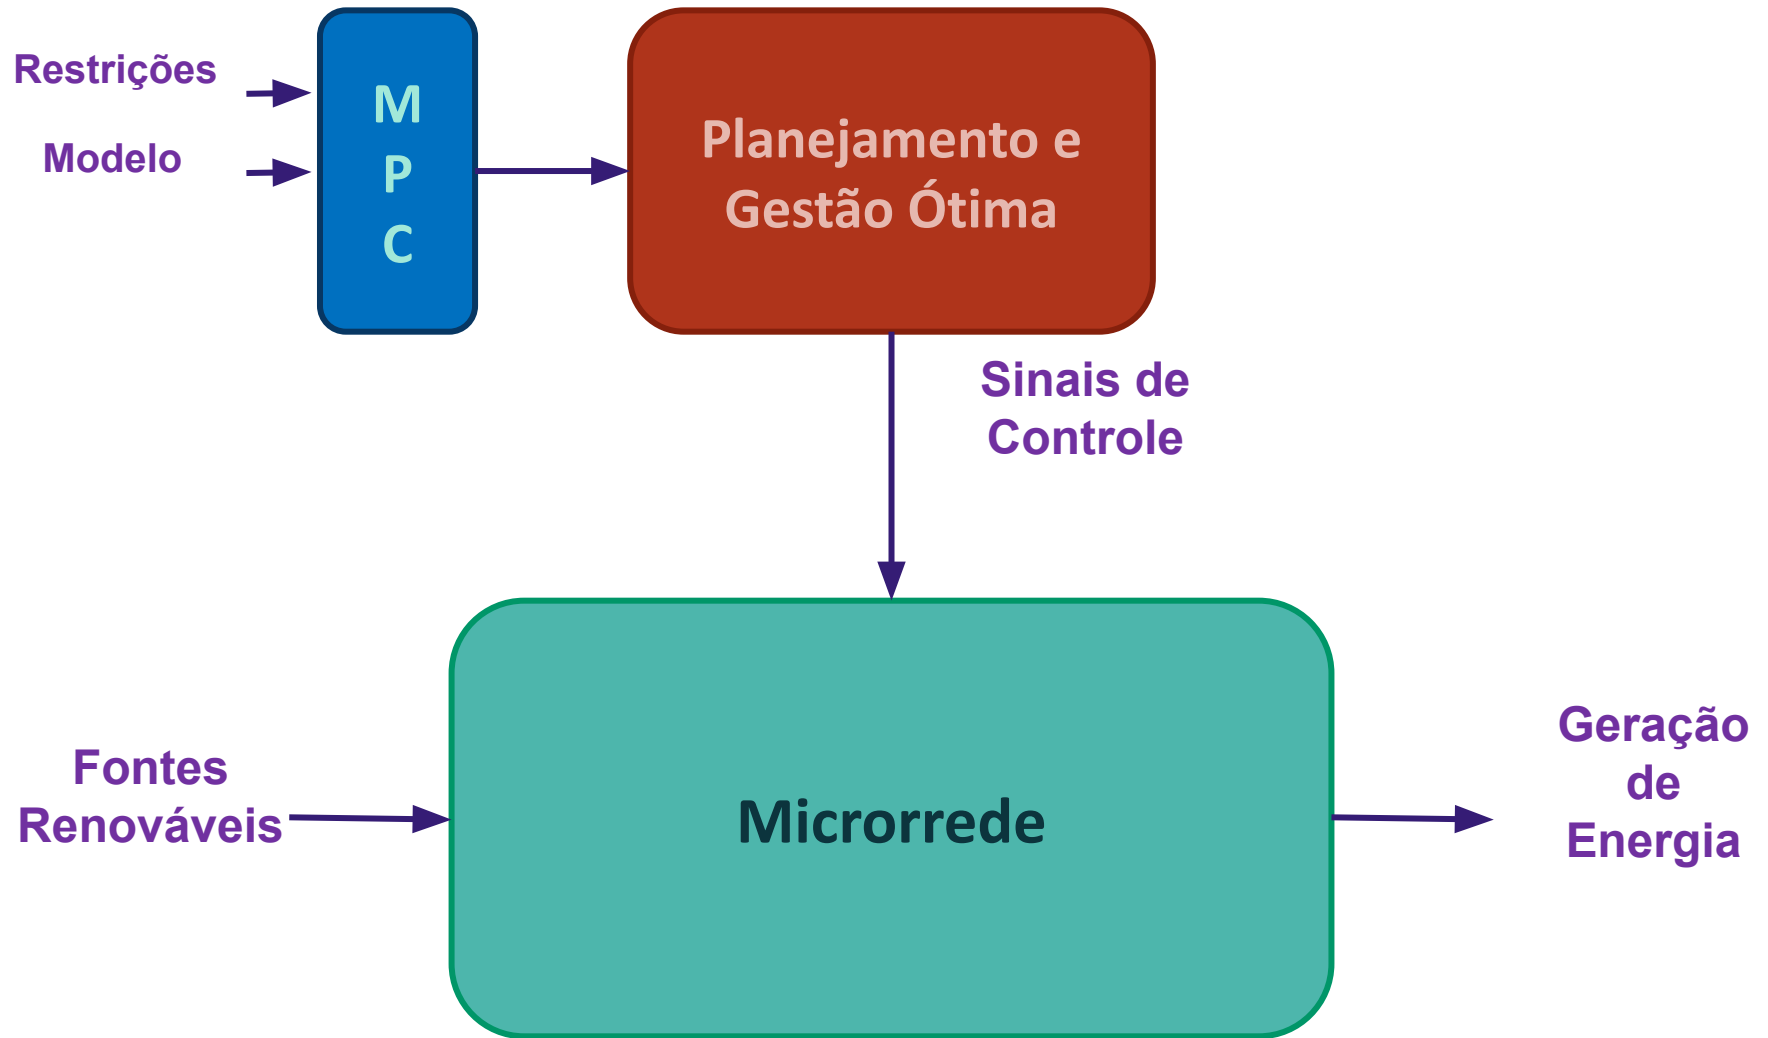 Restrições
Modelo
M
P
C
Planejamento e
Gestão Ótima
Sinais de
Controle
Fontes
Renováveis
Microrrede
Geração
de
Energia